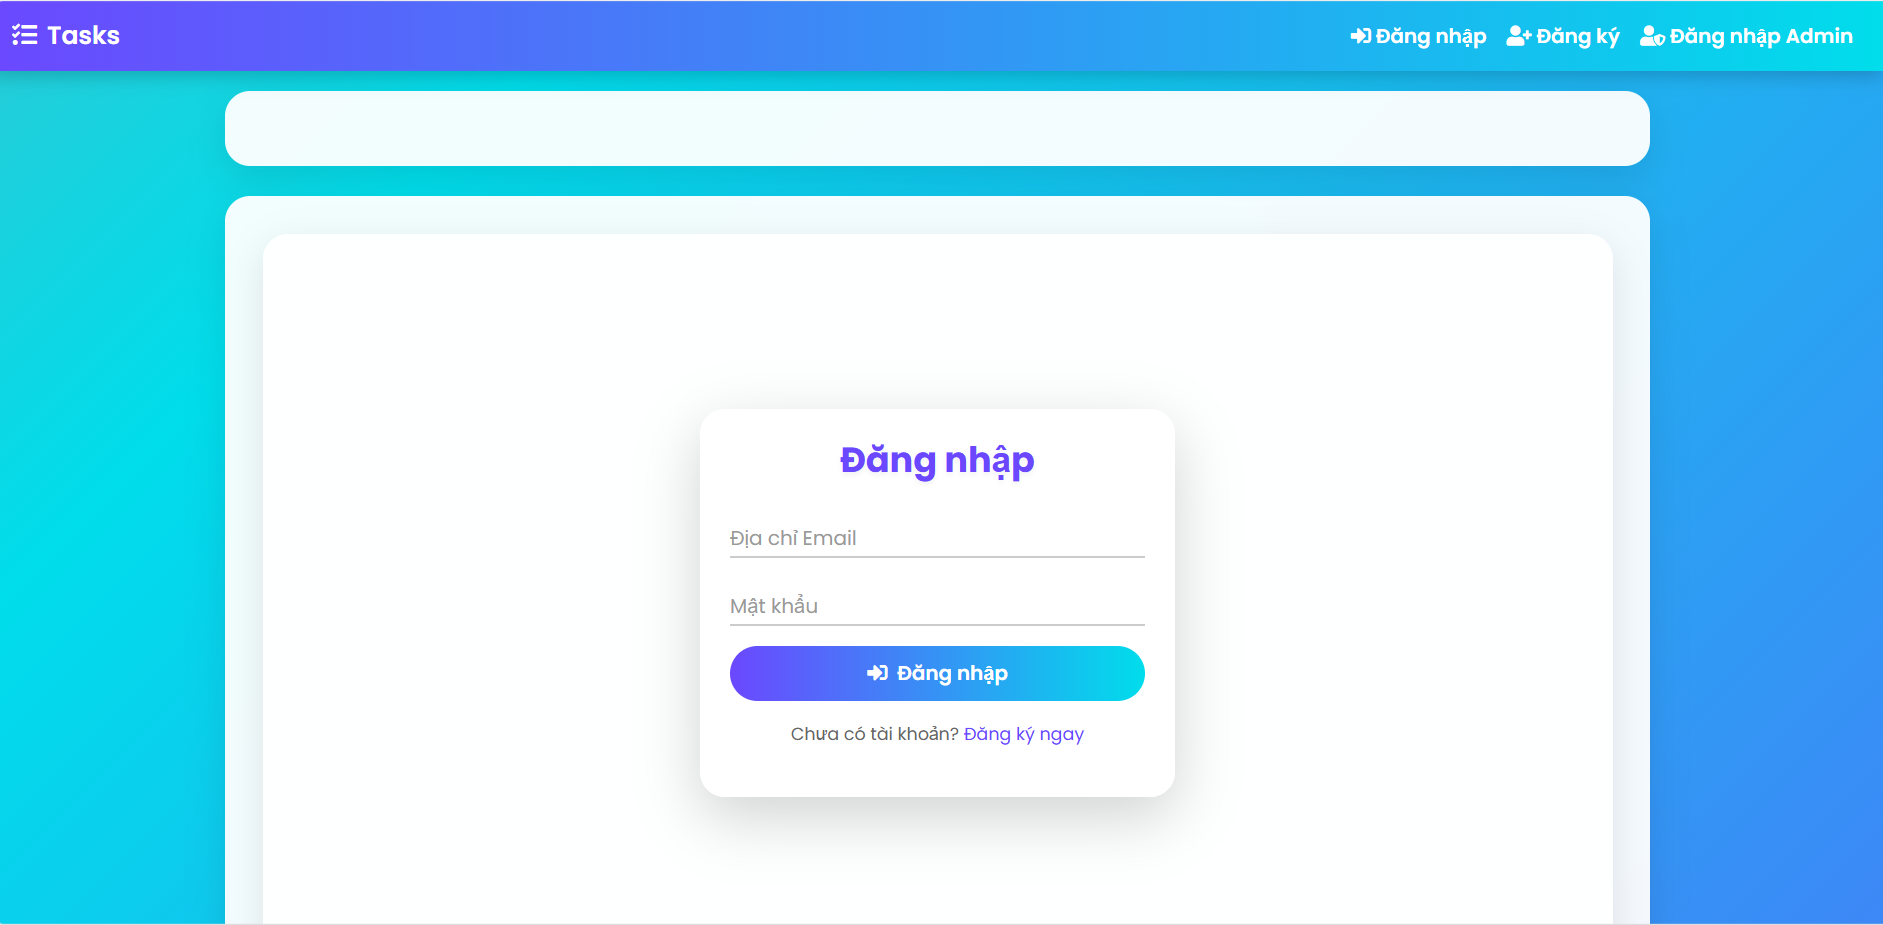 Tasks
Đăng nhập Đăng ký Đăng nhập Admin
Đăng nhập
Địa chỉ Email
Mật khẩu
Đăng nhập
Chưa có tài khoản? Đăng ký ngay